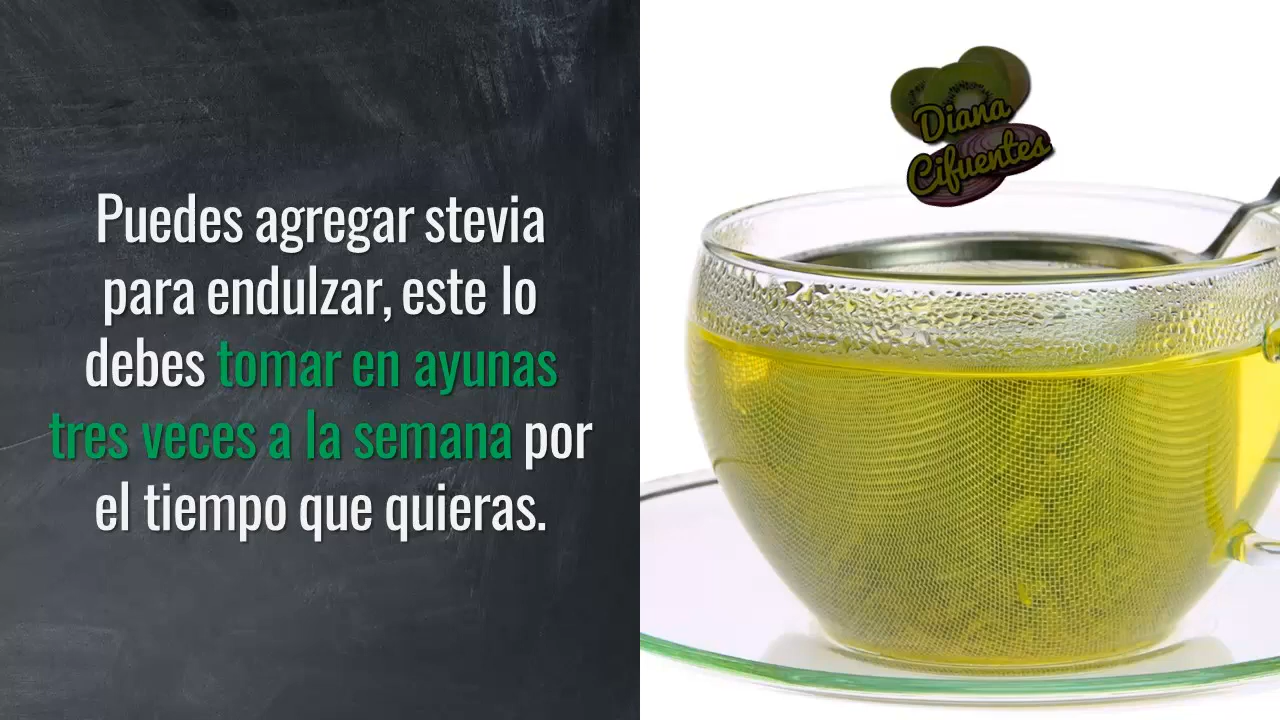 Puedes agregar stevia
para endulzar, este lo
debes tomar en ayunas
tres veces a la semana por
el tiempo que quieras.
Diana
Cifuentes